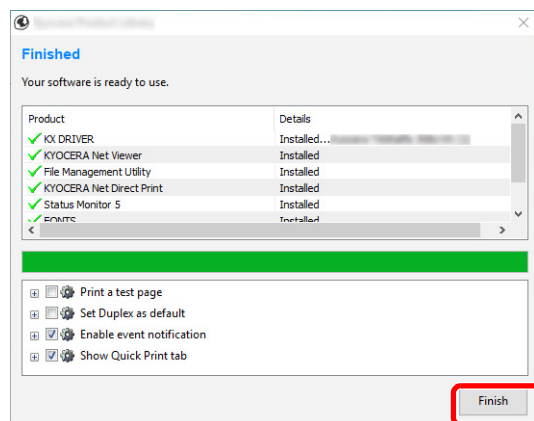 Finished
Your software is ready to use.
Product Details
KX DRIVER Installed...
KYOCERA Net Viewer Installed
File Management Utility Installed
KYOCERA Net Direct Print Installed
Status Monitor 5 Installed
FONTS Installed
Print a test page
Set Duplex as default
Enable event notification
Show Quick Print tab
Finish